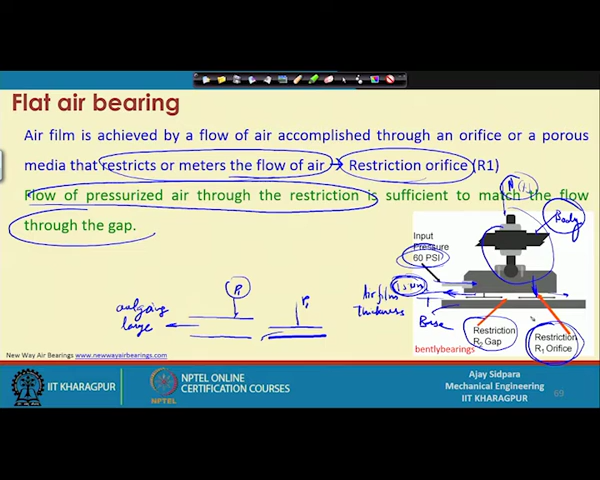 Flat air bearing
Air film is achieved by a flow of air accomplished through an orifice or a porous
media that restricts or meters the flow of air → Restriction orifice (R1)
Flow of pressurized air through the restriction is sufficient to match the flow
through the gap.
Body
Input
Pressure
60 PSI
Air film
Thickness
outgoing
large
P
Base
Restriction
R2 Gap
Restriction
R1 Orifice
bentlybearings
New Way Air Bearings www.newwayairbearings.com
IIT KHARAGPUR
NPTEL ONLINE
CERTIFICATION COURSES
NPTEL
Ajay Sidpara
Mechanical Engineering
IIT KHARAGPUR
69